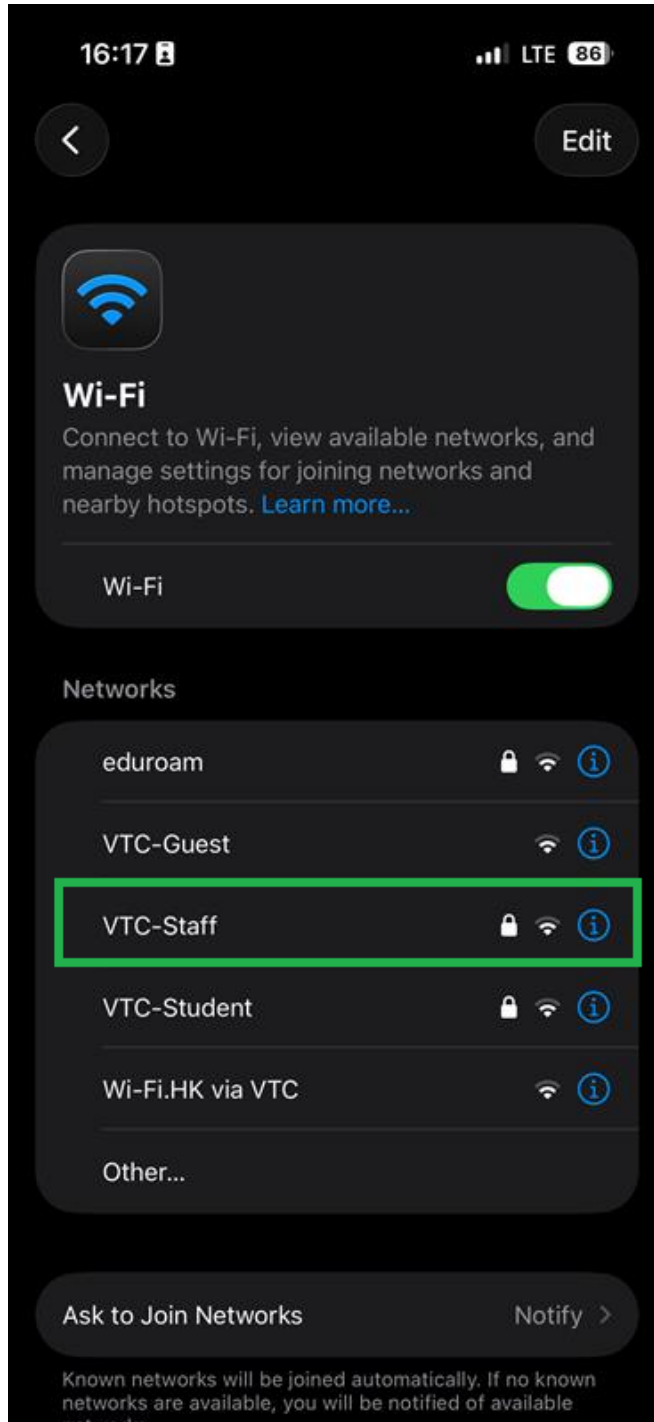 16:17 LTE 86
Edit
Wi-Fi
Connect to Wi-Fi, view available networks, and
manage settings for joining networks and
nearby hotspots. Learn more...
Wi-Fi
Networks
eduroam
VTC-Guest
VTC-Staff
VTC-Student
Wi-Fi.HK via VTC
Other...
Ask to Join Networks Notify
Known networks will be joined automatically. If no known
networks are available, you will be notified of available